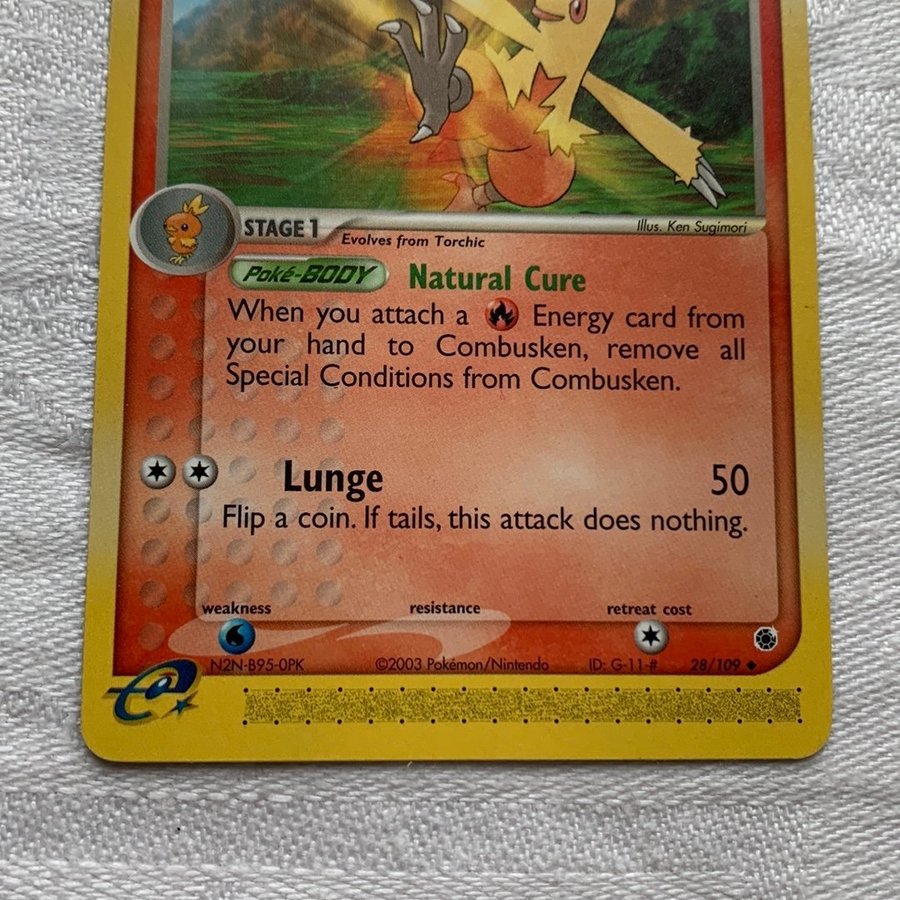 STAGE 1
Evolves from Torchic
Illus. Ken Sugimori
Poké-BODY Natural Cure
When you attach a Energy card from
your hand to Combusken, remove all
Special Conditions from Combusken.
Lunge 50
Flip a coin. If tails, this attack does nothing.
weakness resistance retreat cost
N2N-B95-0PK ©2003 Pokémon/Nintendo ID: G-11-# 28/109
e